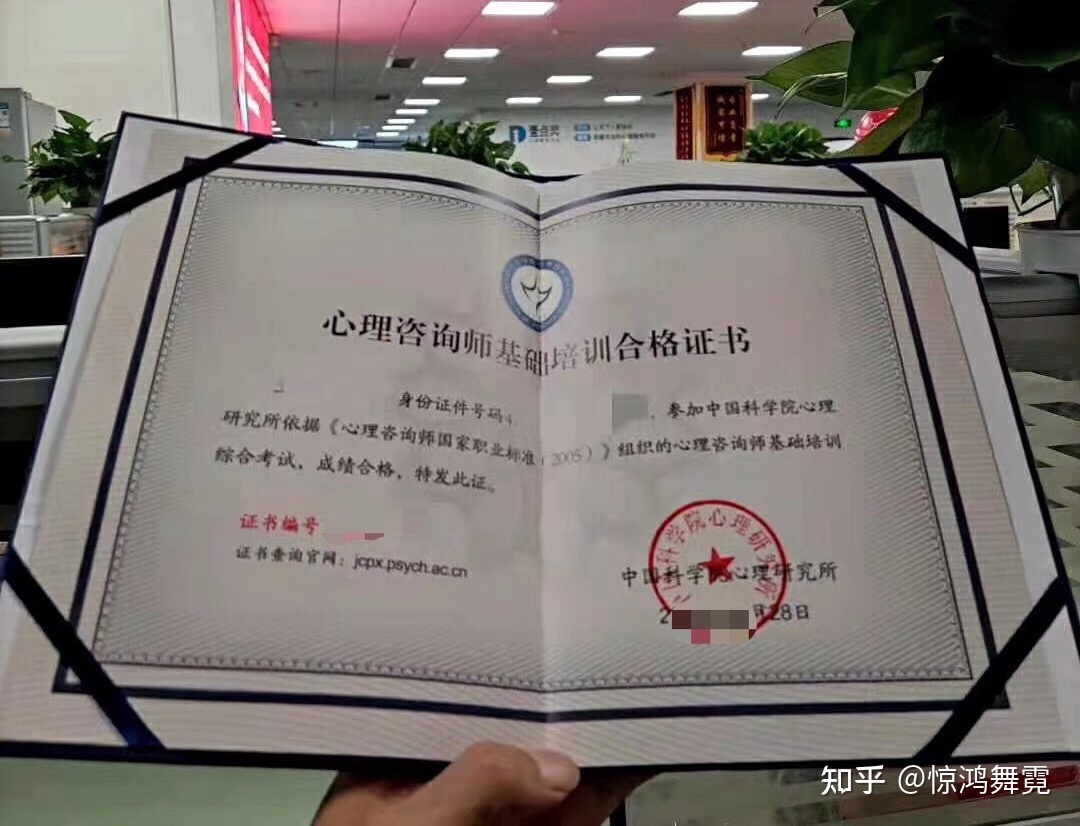 心理咨询师基础培训合格证书
身份证件号码
，参加中国科学院心理
研究所依据《心理咨询师国家职业标准（2005）》组织的心理咨询师基础培训
综合考试，成绩合格，特发此证。
证书编号
证书查询官网：jcpx.psych.ac.cn
中国科学院心理研究所
2
月28日
知乎 @惊鸿舞霓